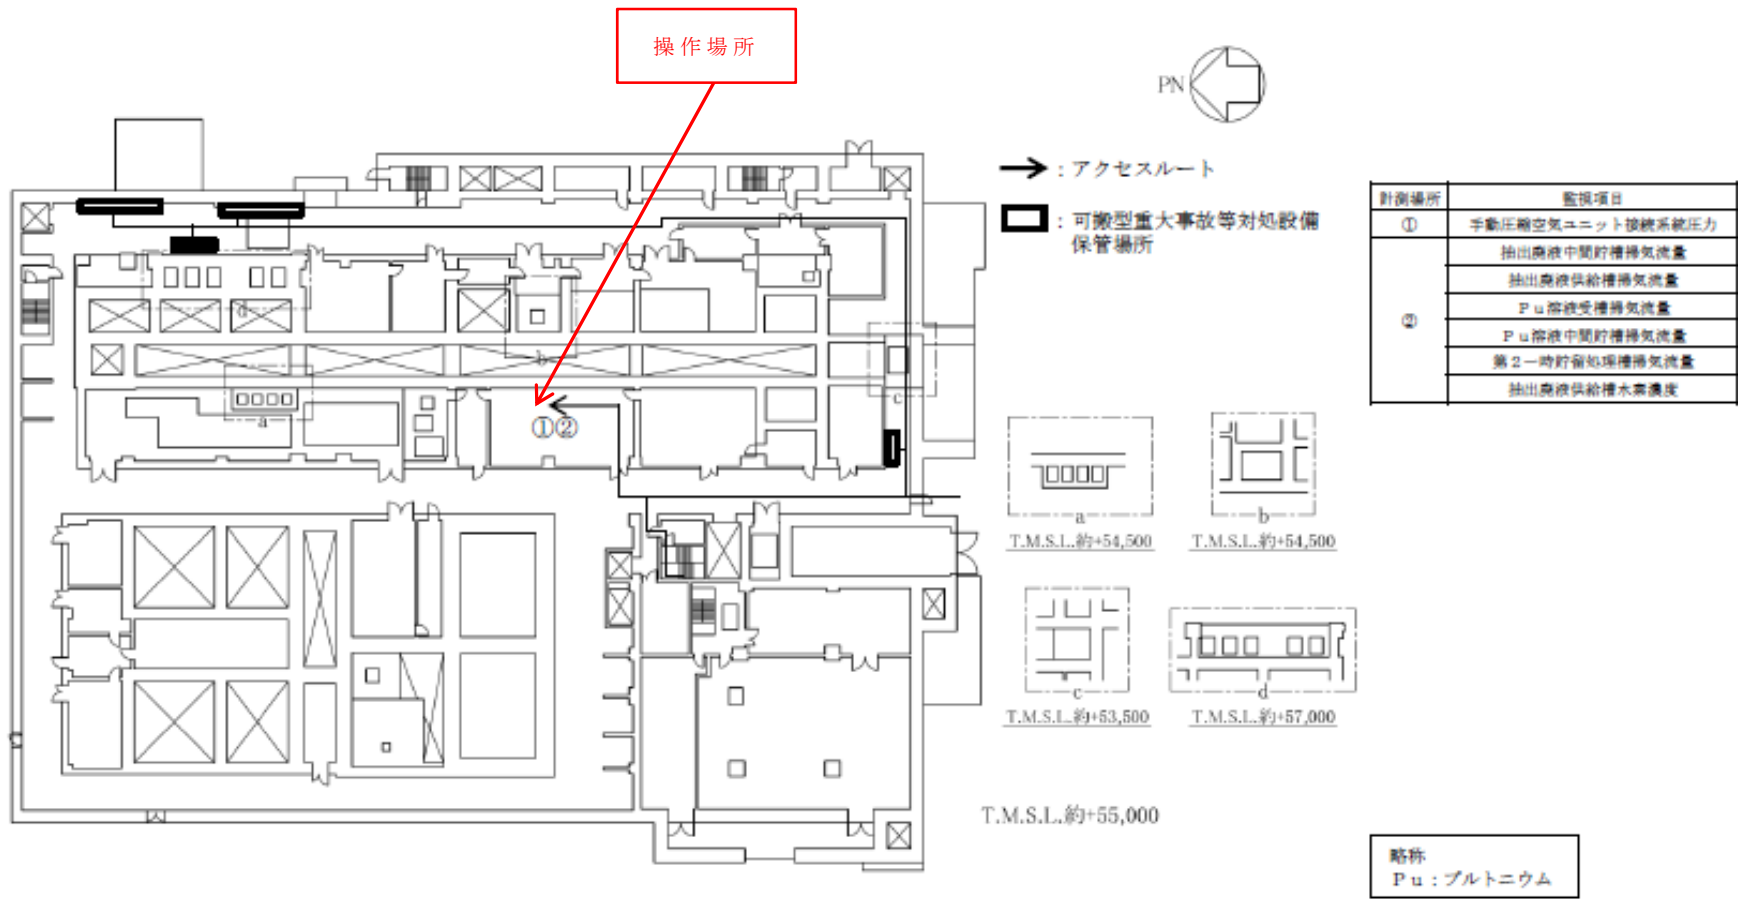 操作場所
PN
：アクセスルート
：可搬型重大事故等対処設備
保管場所
計測場所 監視項目
① 手動圧縮空気ユニット接続系統圧力
② 抽出廃液中間貯槽掃気流量
抽出廃液供給槽掃気流量
Pu溶液受槽掃気流量
Pu溶液中間貯槽掃気流量
第2一時貯留処理槽掃気流量
抽出廃液供給槽水素濃度
d
b
a
c
①②
a
T.M.S.L.約+54,500
b
T.M.S.L.約+54,500
c
T.M.S.L.約+53,500
d
T.M.S.L.約+57,000
T.M.S.L.約+55,000
略称
Pu：プルトニウム